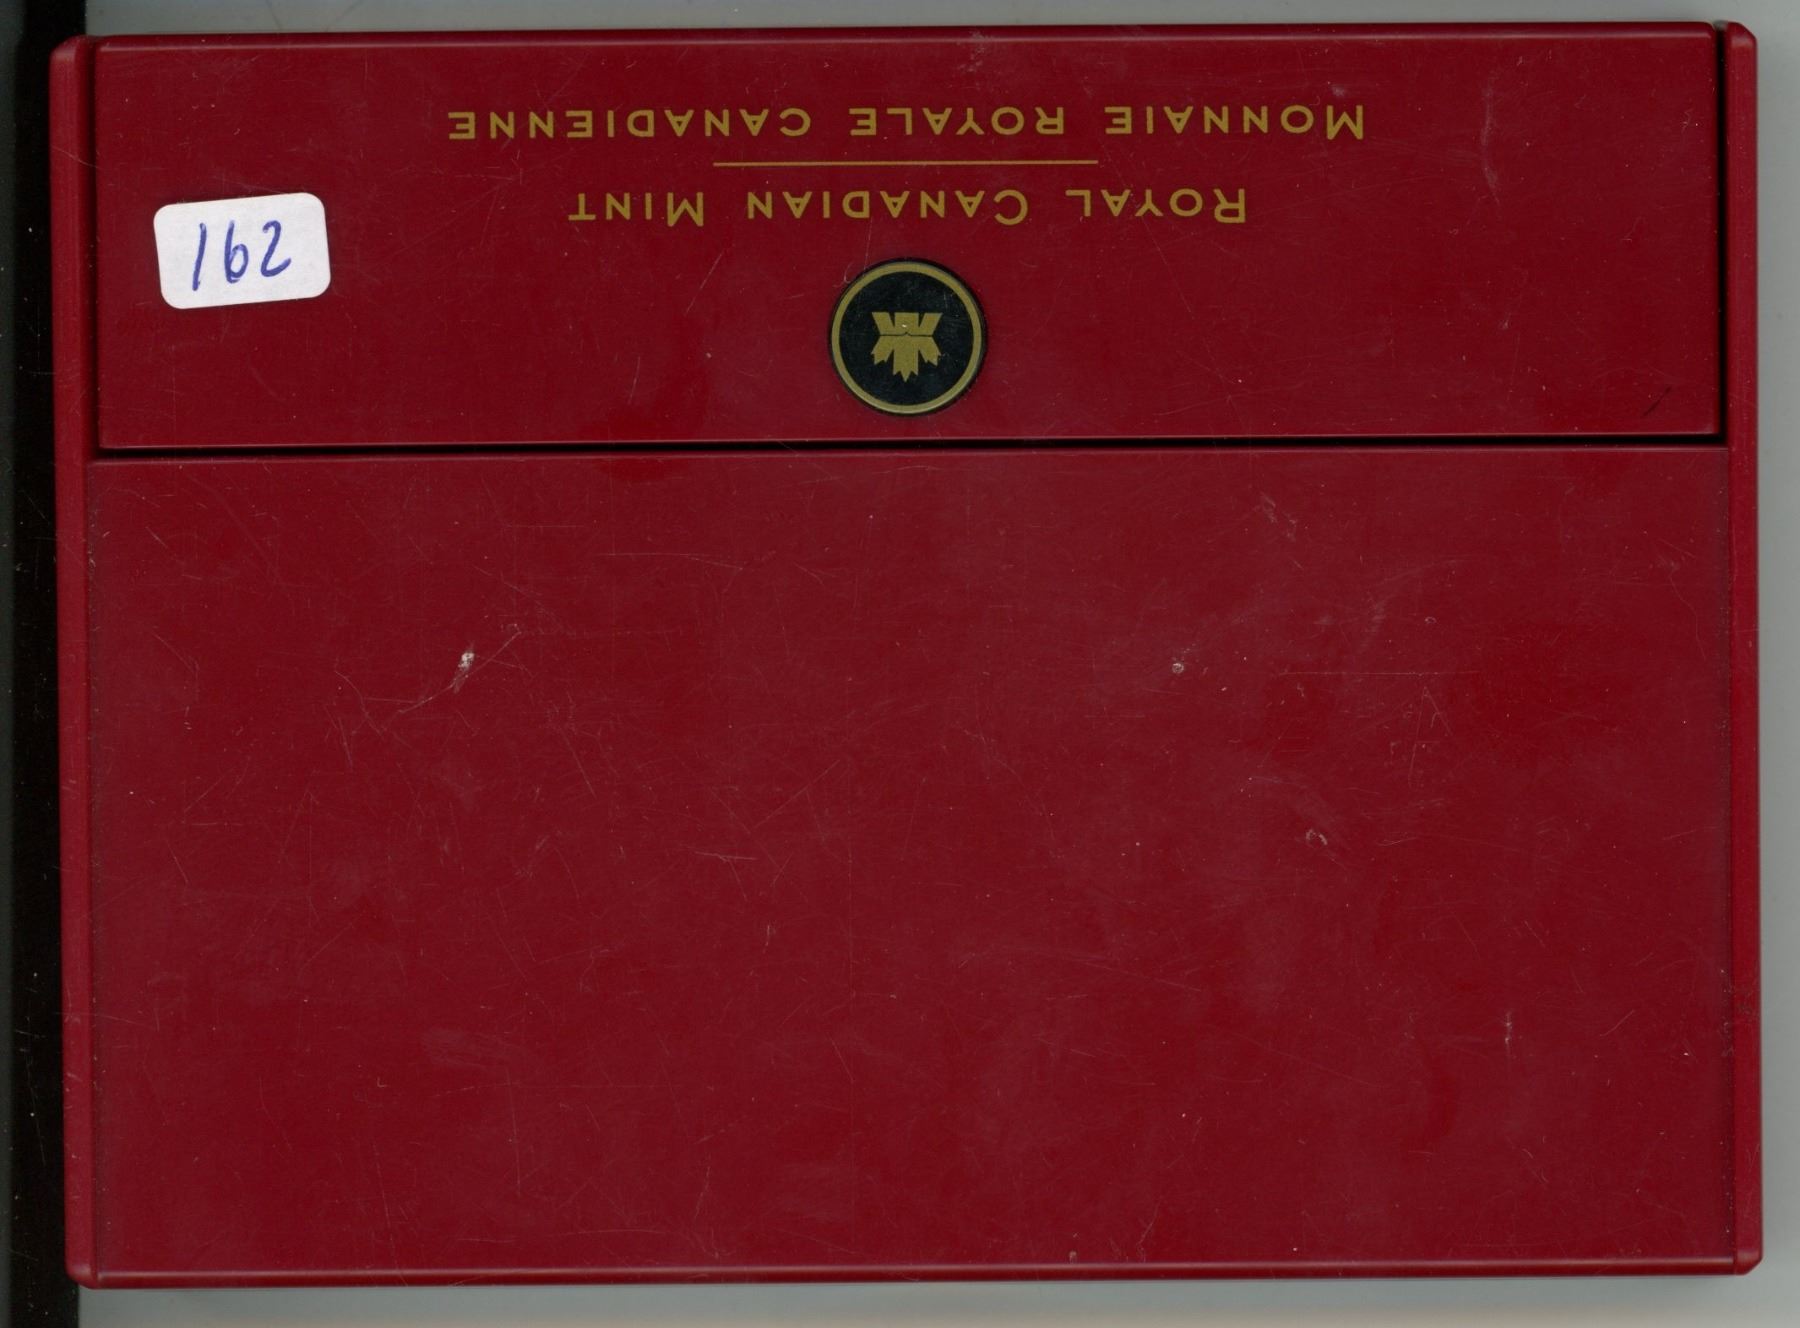 162
ROYAL CANADIAN MINT
MONNAIE ROYALE CANADIENNE